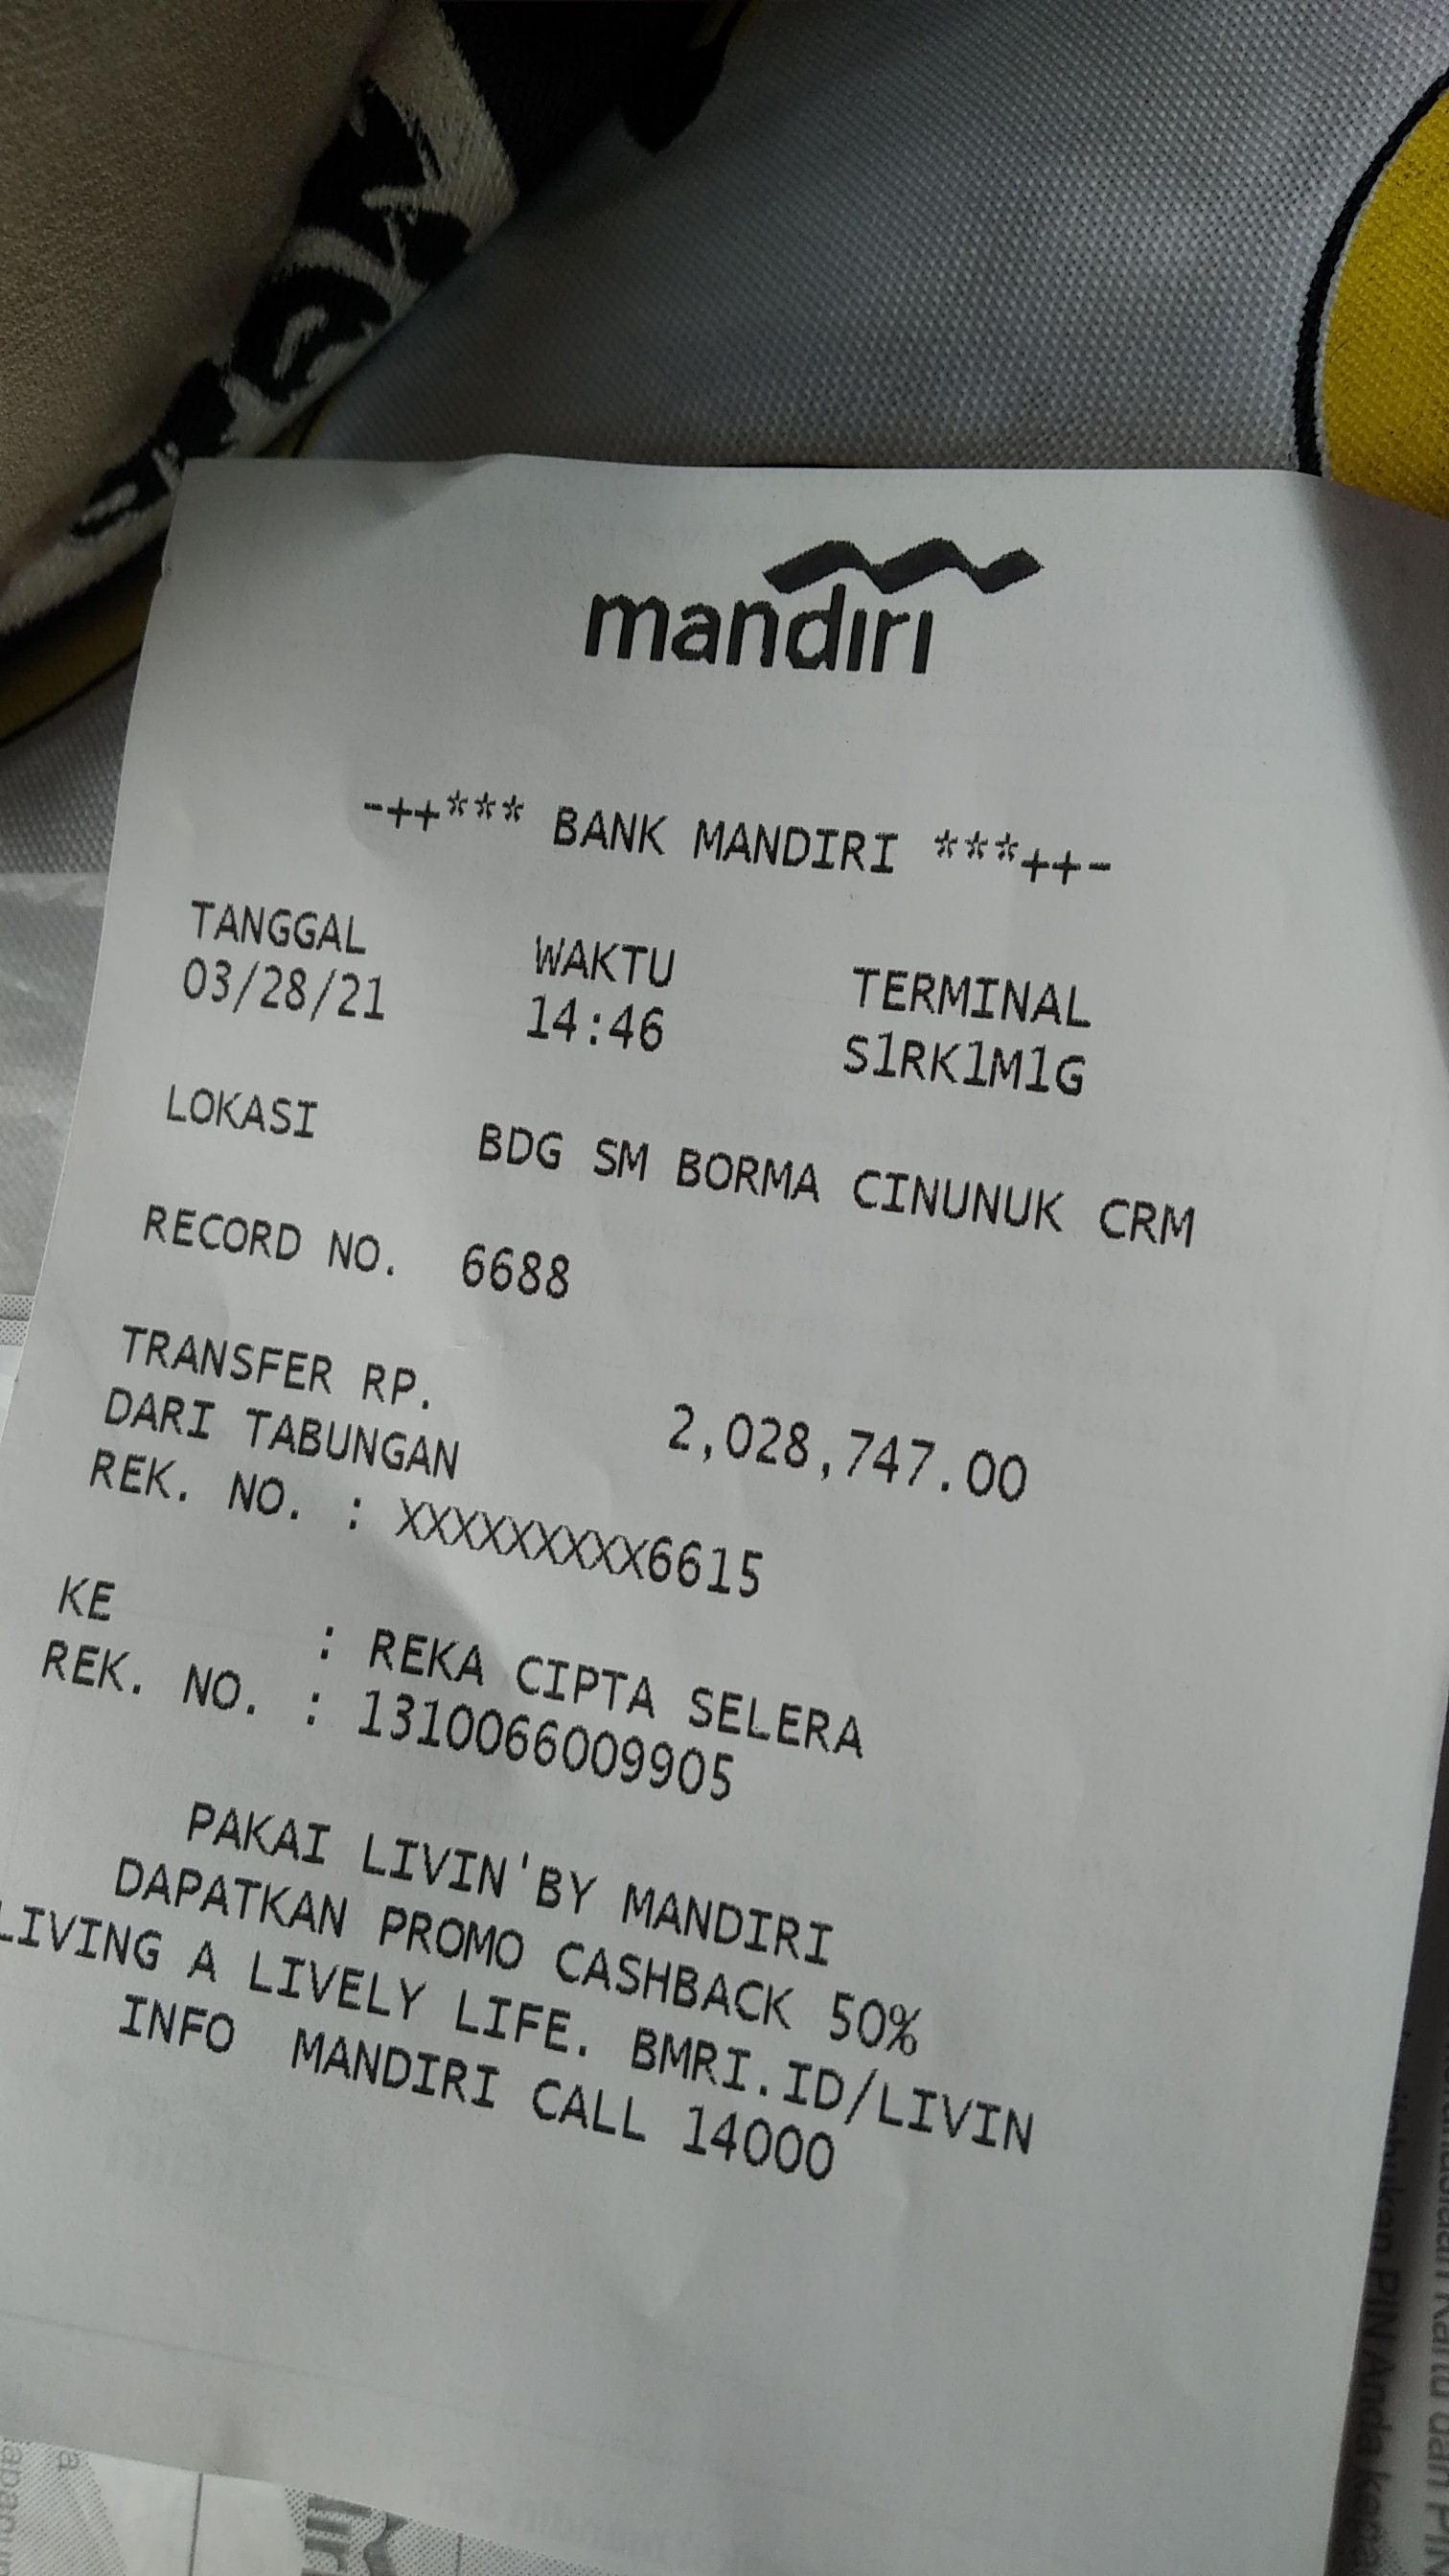 mandiri
-++*** BANK MANDIRI ***++-
TANGGAL WAKTU TERMINAL
03/28/21 14:46 S1RK1M1G
LOKASI BDG SM BORMA CINUNUK CRM
RECORD NO. 6688
TRANSFER RP. 2,028,747.00
DARI TABUNGAN
REK. NO. : XXXXXXXXX6615
KE : REKA CIPTA SELERA
REK. NO. : 1310066009905
PAKAI LIVIN'BY MANDIRI
DAPATKAN PROMO CASHBACK 50%
LIVING A LIVELY LIFE. BMRI.ID/LIVIN
INFO MANDIRI CALL 14000
PIN Anda